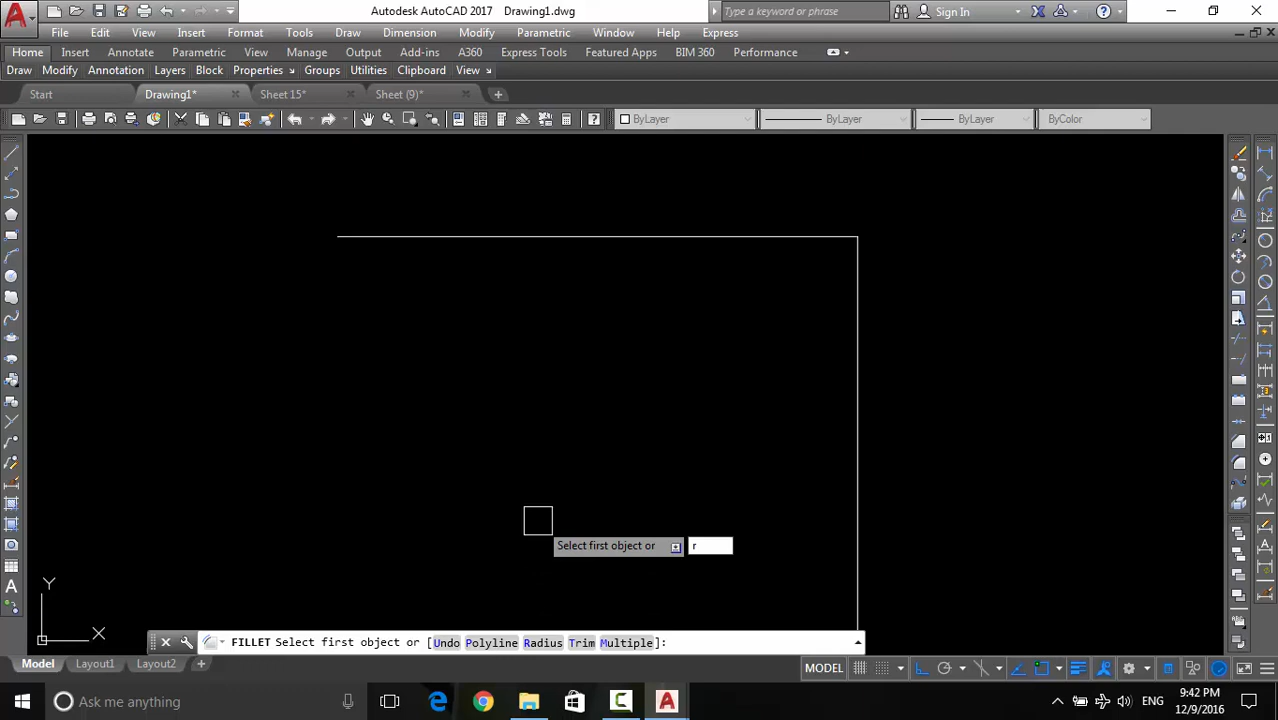 Autodesk AutoCAD 2017 Drawing1.dwg
Type a keyword or phrase
Sign In
File Edit View Insert Format Tools Draw Dimension Modify Parametric Window Help Express
Home Insert Annotate Parametric View Manage Output Add-ins A360 Express Tools Featured Apps BIM 360 Performance
Draw Modify Annotation Layers Block Properties Groups Utilities Clipboard View
Start Drawing1* Sheet 15* Sheet (9)*
ByLayer ByLayer ByLayer ByColor
Select first object or r
Y
X
FILLET Select first object or [Undo Polyline Radius Trim Multiple]:
Model Layout1 Layout2 MODEL
Ask me anything
ENG
9:42 PM
12/9/2016